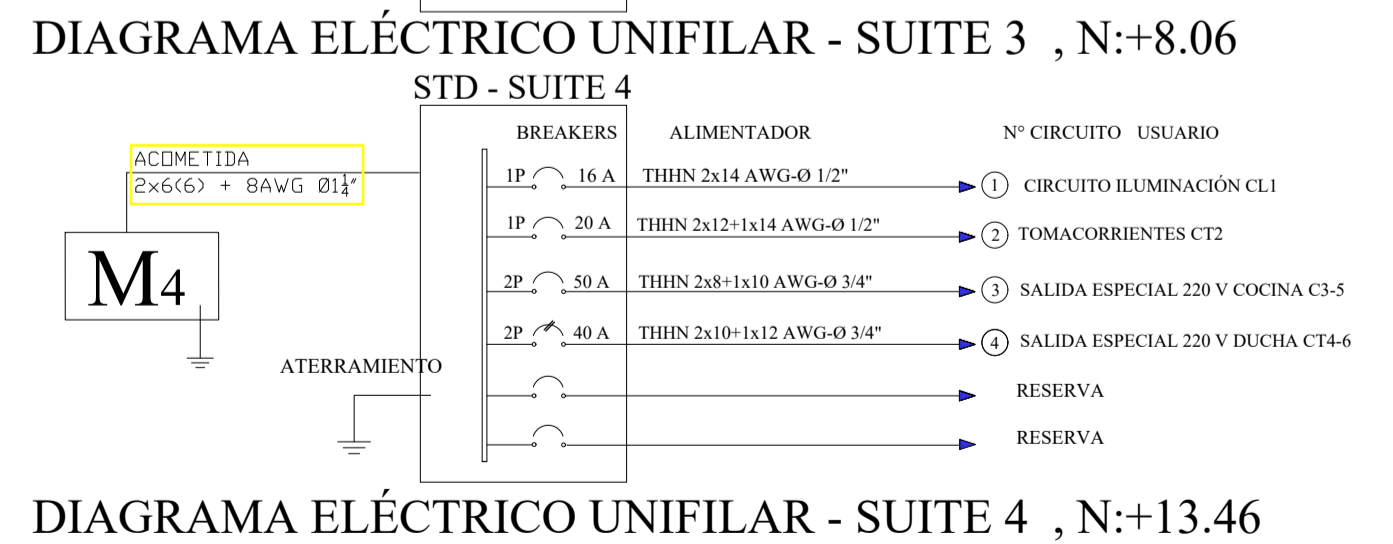 DIAGRAMA ELÉCTRICO UNIFILAR - SUITE 3 , N:+8.06
STD - SUITE 4
BREAKERS ALIMENTADOR N° CIRCUITO USUARIO
ACOMETIDA
2x6(6) + 8AWG Ø1¼"
1P 16 A THHN 2x14 AWG-Ø 1/2" 1 CIRCUITO ILUMINACIÓN CL1
1P 20 A THHN 2x12+1x14 AWG-Ø 1/2" 2 TOMACORRIENTES CT2
M4
2P 50 A THHN 2x8+1x10 AWG-Ø 3/4" 3 SALIDA ESPECIAL 220 V COCINA C3-5
2P 40 A THHN 2x10+1x12 AWG-Ø 3/4" 4 SALIDA ESPECIAL 220 V DUCHA CT4-6
ATERRAMIENTO
RESERVA
RESERVA
DIAGRAMA ELÉCTRICO UNIFILAR - SUITE 4 , N:+13.46